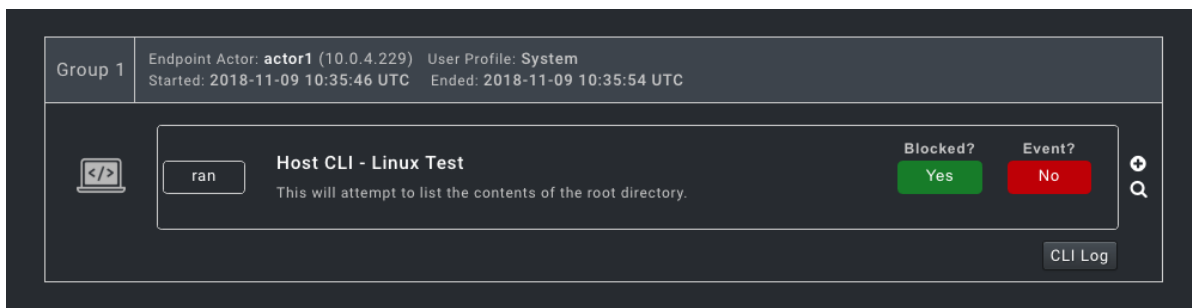 Group 1
Endpoint Actor: actor1 (10.0.4.229) User Profile: System
Started: 2018-11-09 10:35:46 UTC Ended: 2018-11-09 10:35:54 UTC
</>
ran
Host CLI - Linux Test
This will attempt to list the contents of the root directory.
Blocked?
Yes
Event?
No
CLI Log